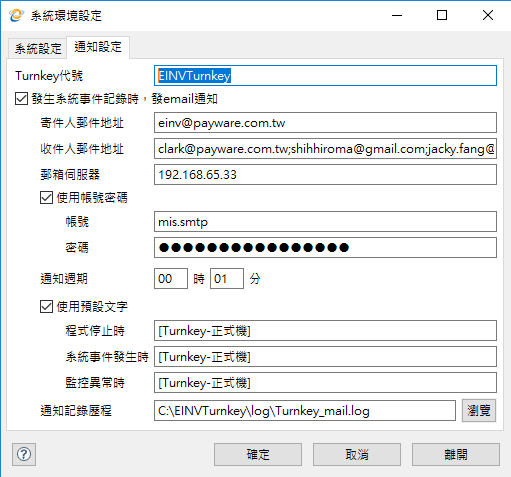 系統環境設定
系統設定 通知設定
Turnkey代號 EINVTurnkey
發生系統事件記錄時，發email通知
寄件人郵件地址 einv@payware.com.tw
收件人郵件地址 clark@payware.com.tw;shihhiroma@gmail.com;jacky.fang@
郵箱伺服器 192.168.65.33
使用帳號密碼
帳號 mis.smtp
密碼 ●●●●●●●●●●●●●●●●
通知週期 00 時 01 分
使用預設文字
程式停止時 [Turnkey-正式機]
系統事件發生時 [Turnkey-正式機]
監控異常時 [Turnkey-正式機]
通知記錄歷程 C:\EINVTurnkey\log\Turnkey_mail.log 瀏覽
? 確定 取消 離開